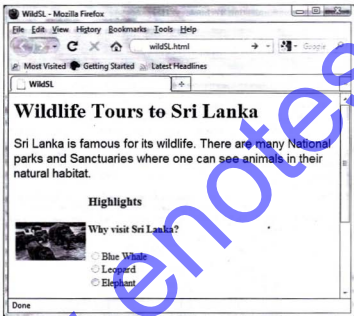 WildSL - Mozilla Firefox
File Edit View History Bookmarks Tools Help
wildSL.html
Google
Most Visited Getting Started Latest Headlines
WildSL
Wildlife Tours to Sri Lanka
Sri Lanka is famous for its wildlife. There are many National
parks and Sanctuaries where one can see animals in their
natural habitat.
Highlights
Why visit Sri Lanka?
Blue Whale
Leopard
Elephant
Done
enotes